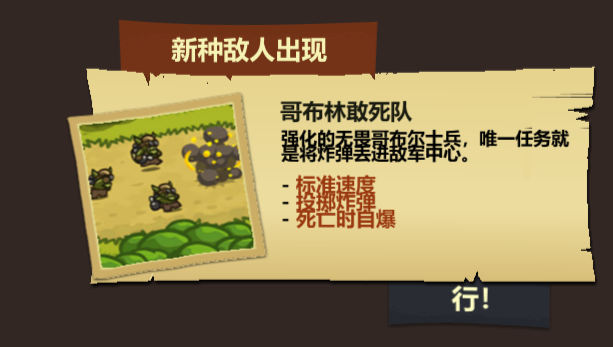 新种敌人出现
哥布林敢死队
强化的无畏哥布尔士兵，唯一任务就
是将炸弹丢进敌军中心。
- 标准速度
- 投掷炸弹
- 死亡时自爆
行！